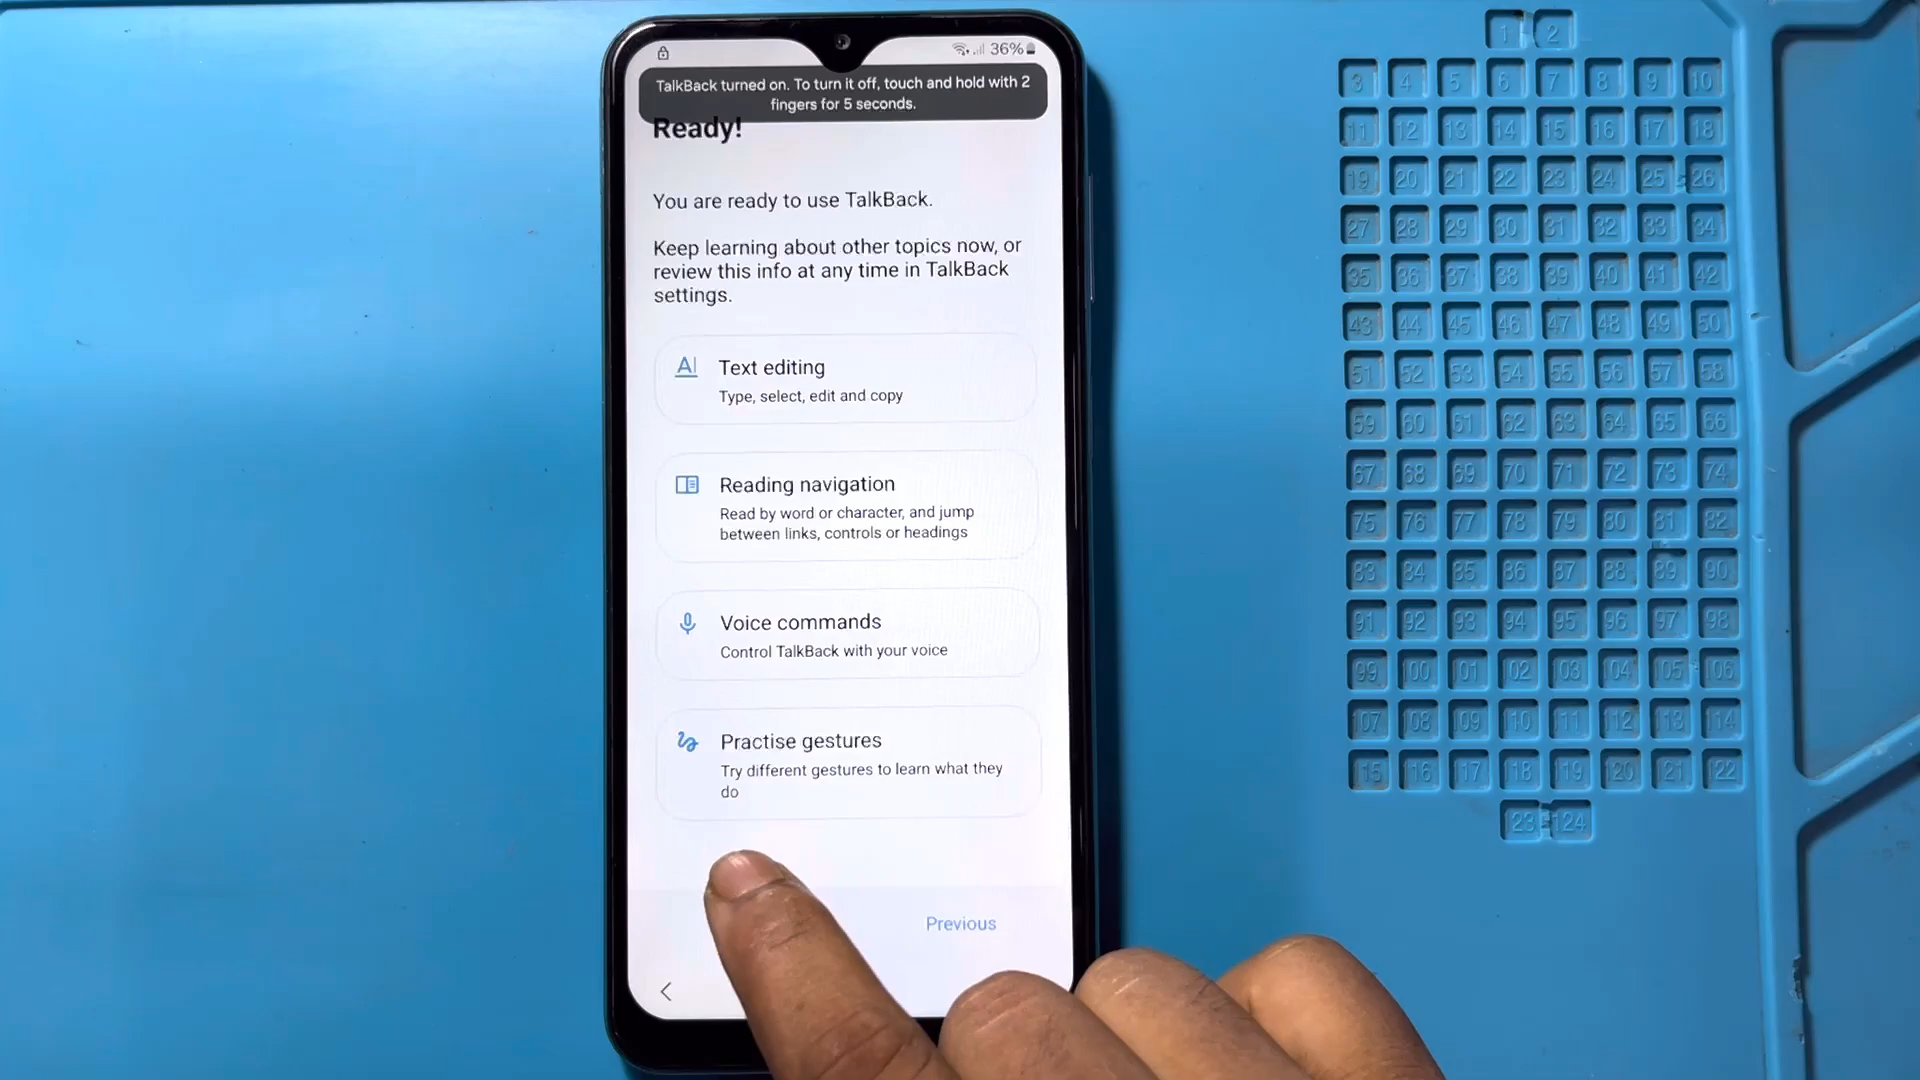 36%
TalkBack turned on. To turn it off, touch and hold with 2
fingers for 5 seconds.
Ready!
You are ready to use TalkBack.
Keep learning about other topics now, or
review this info at any time in TalkBack
settings.
Text editing
Type, select, edit and copy
Reading navigation
Read by word or character, and jump
between links, controls or headings
Voice commands
Control TalkBack with your voice
Practise gestures
Try different gestures to learn what they
do
Previous
1 2
3 4 5 6 7 8 9 10
11 12 13 14 15 16 17 18
19 20 21 22 23 24 25 26
27 28 29 30 31 32 33 34
35 36 37 38 39 40 41 42
43 44 45 46 47 48 49 50
51 52 53 54 55 56 57 58
59 60 61 62 63 64 65 66
67 68 69 70 71 72 73 74
75 76 77 78 79 80 81 82
83 84 85 86 87 88 89 90
91 92 93 94 95 96 97 98
99 100 101 102 103 104 105 106
107 108 109 110 111 112 113 114
115 116 117 118 119 120 121 122
123 124